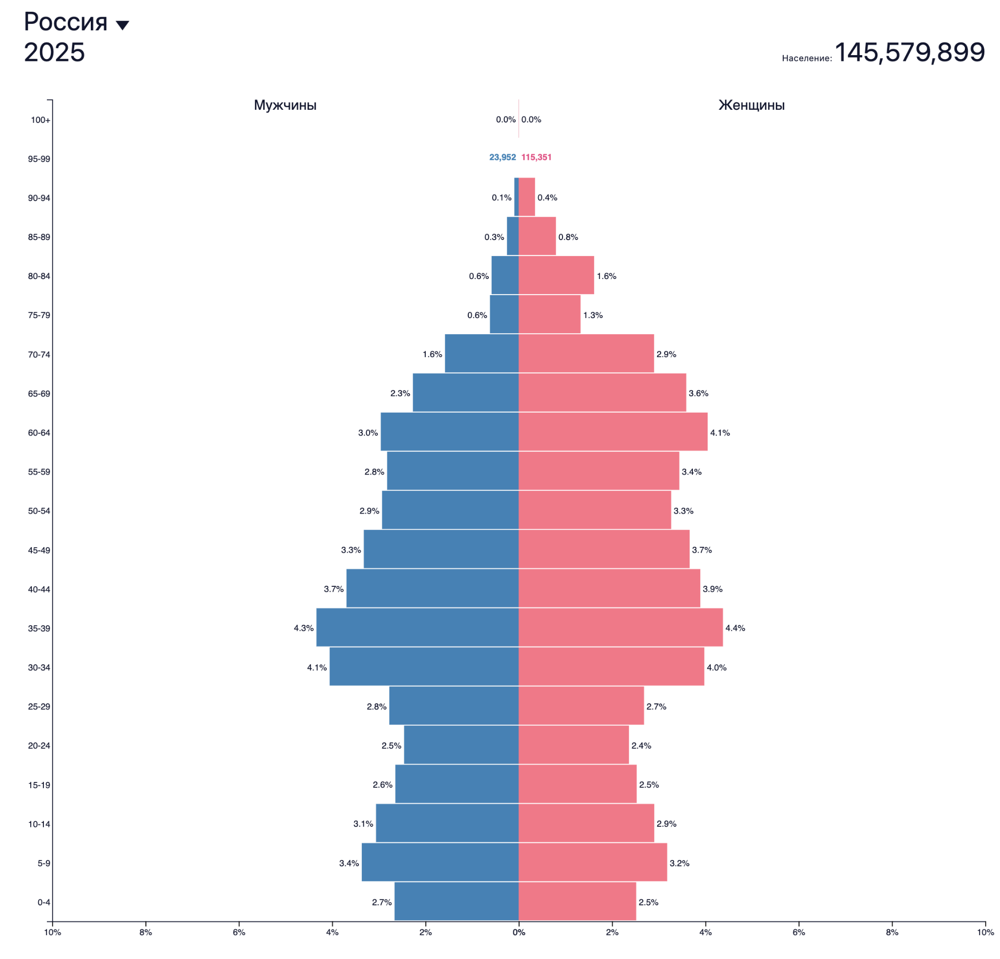 Россия
2025
Население: 145,579,899
Мужчины Женщины
100+ 0.0% 0.0%
95-99 23,952 115,351
90-94 0.1% 0.4%
85-89 0.3% 0.8%
80-84 0.6% 1.6%
75-79 0.6% 1.3%
70-74 1.6% 2.9%
65-69 2.3% 3.6%
60-64 3.0% 4.1%
55-59 2.8% 3.4%
50-54 2.9% 3.3%
45-49 3.3% 3.7%
40-44 3.7% 3.9%
35-39 4.3% 4.4%
30-34 4.1% 4.0%
25-29 2.8% 2.7%
20-24 2.5% 2.4%
15-19 2.6% 2.5%
10-14 3.1% 2.9%
5-9 3.4% 3.2%
0-4 2.7% 2.5%
10% 8% 6% 4% 2% 0% 2% 4% 6% 8% 10%